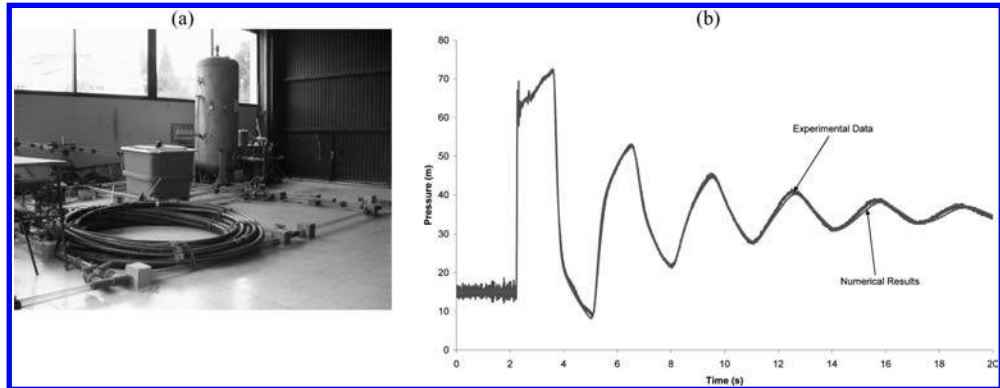 (a)
(b)
80
70
60
50
40
30
20
10
0
Pressure (m)
Experimental Data
Numerical Results
0 2 4 6 8 10 12 14 16 18 20
Time (s)